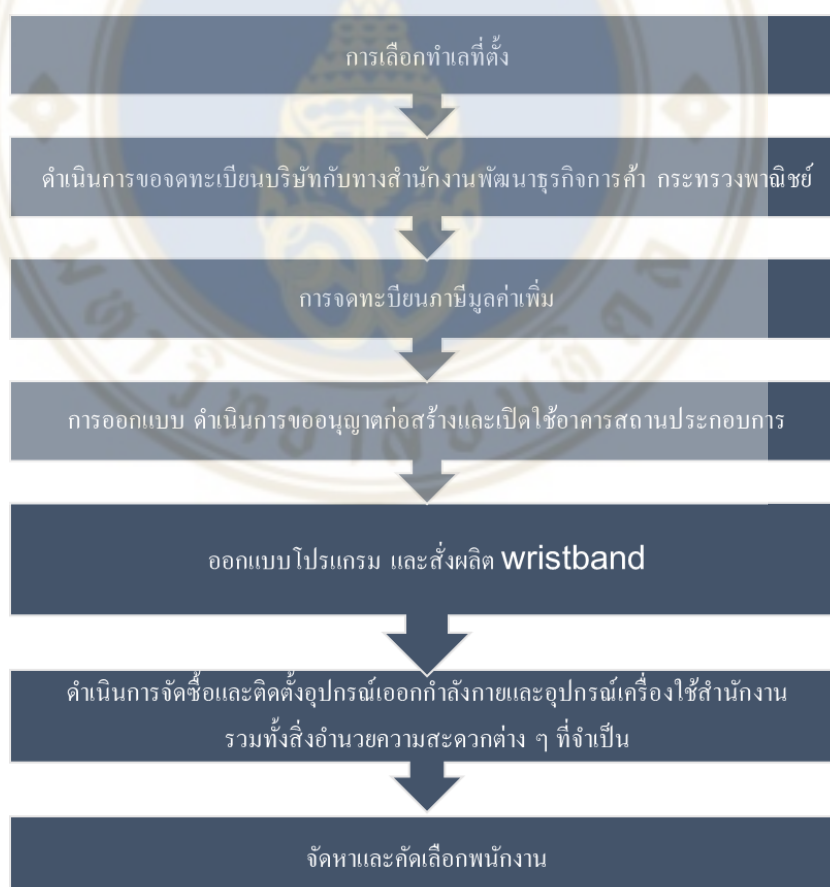 การเลือกทำเลที่ตั้ง
ดำเนินการขอจดทะเบียนบริษัทกับทางสำนักงานพัฒนาธุรกิจการค้า กระทรวงพาณิชย์
การจดทะบียนภาษีมูลค่าเพิ่ม
การออกแบบ ดำเนินการขออนุญาตก่อสร้างและเปิดใช้อาคารสถานประกอบการ
ออกแบบโปรแกรม และสั่งผลิต wristband
ดำเนินการจัดซื้อและติดตั้งอุปกรณ์เออกกำลังกายและอุปกรณ์เครื่องใช้สำนักงาน
รวมทั้งสิ่งอำนวยความสะดวกต่าง ๆ ที่จำเป็น
จัดหาและคัดเลือกพนักงาน
มหาวิทยาลัยมหิดล